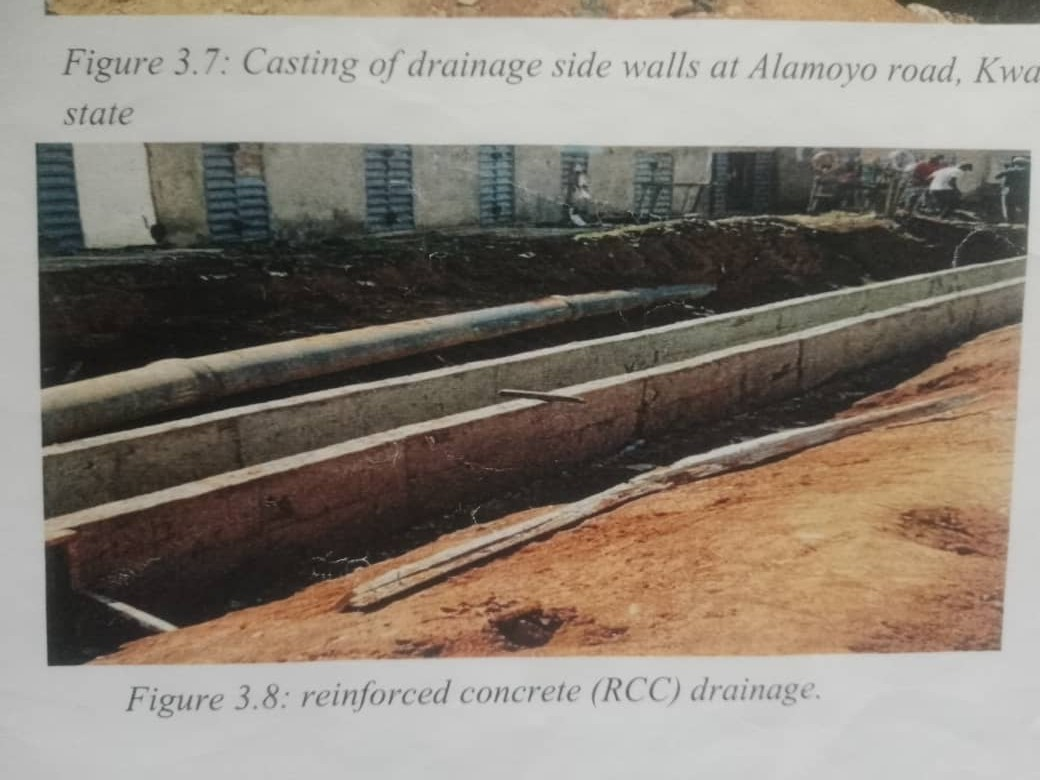 Figure 3.7: Casting of drainage side walls at Alamoyo road, Kwa
state
Figure 3.8: reinforced concrete (RCC) drainage.